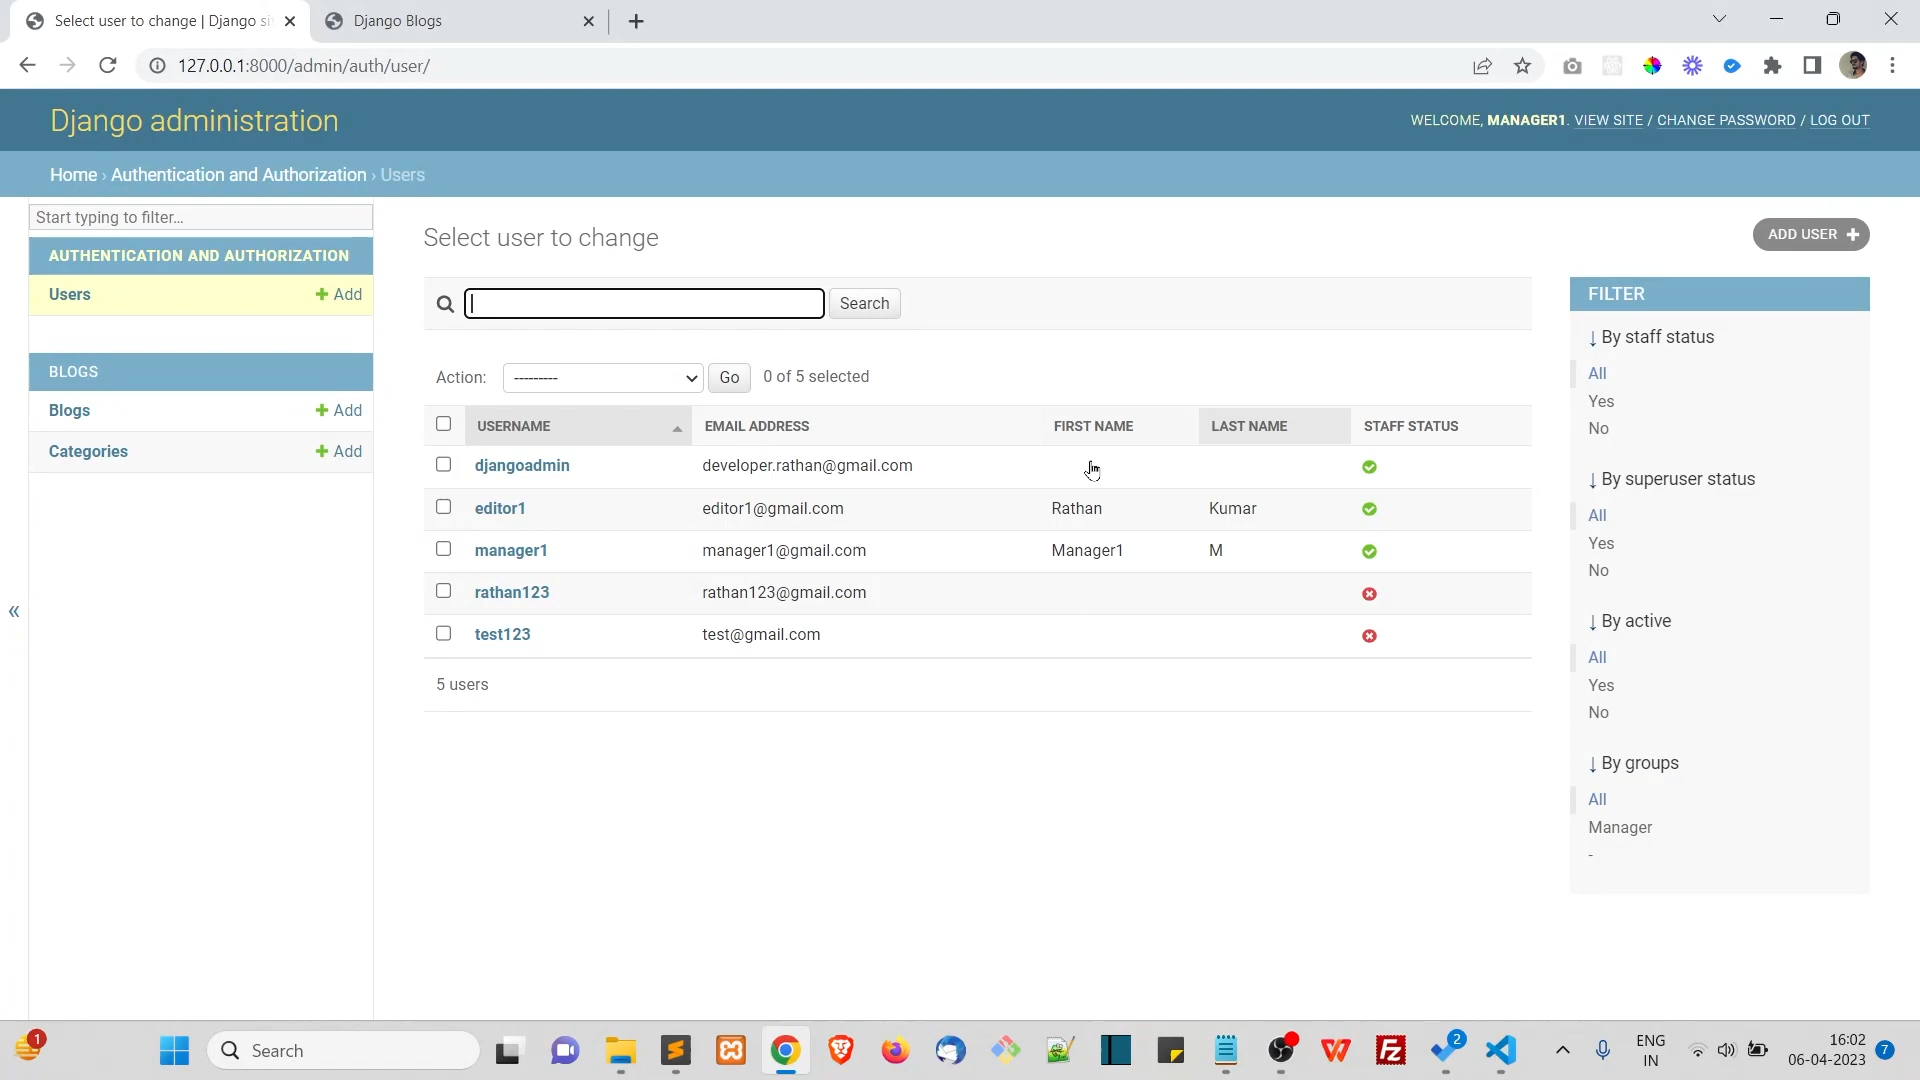 Select user to change | Django si
Django Blogs
127.0.0.1:8000/admin/auth/user/
Django administration
WELCOME, MANAGER1. VIEW SITE / CHANGE PASSWORD / LOG OUT
Home › Authentication and Authorization › Users
Start typing to filter...
AUTHENTICATION AND AUTHORIZATION
Users + Add
BLOGS
Blogs + Add
Categories + Add
«
Select user to change
ADD USER +
Search
Action: --------- Go 0 of 5 selected
USERNAME EMAIL ADDRESS FIRST NAME LAST NAME STAFF STATUS
djangoadmin developer.rathan@gmail.com
editor1 editor1@gmail.com Rathan Kumar
manager1 manager1@gmail.com Manager1 M
rathan123 rathan123@gmail.com
test123 test@gmail.com
5 users
FILTER
↓ By staff status
All
Yes
No
↓ By superuser status
All
Yes
No
↓ By active
All
Yes
No
↓ By groups
All
Manager
-
1
Search
Fz
2
ENG
IN
16:02
06-04-2023
7